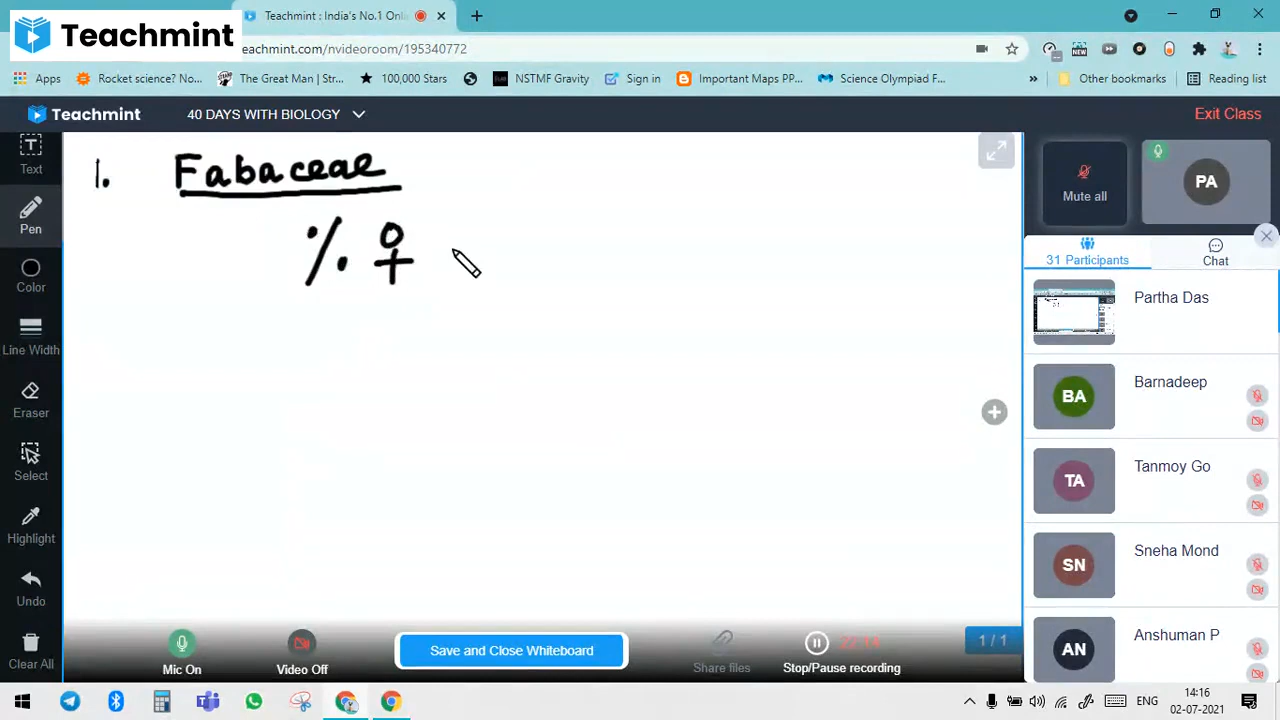 Teachmint : India's No.1 Onli
Teachmint
eachmint.com/nvideoroom/195340772
Apps
Rocket science? No...
The Great Man | Str...
100,000 Stars
NSTMF Gravity
Sign in
Important Maps PP...
Science Olympiad F...
»
Other bookmarks
Reading list
Teachmint
40 DAYS WITH BIOLOGY
Exit Class
Text
Pen
Color
Line Width
Eraser
Select
Highlight
Undo
Clear All
1. Fabaceae
% ♀
Mute all
PA
31 Participants
Chat
Partha Das
BA
Barnadeep
TA
Tanmoy Go
SN
Sneha Mond
AN
Anshuman P
Mic On
Video Off
Save and Close Whiteboard
Share files
Stop/Pause recording
1 / 1
ENG
14:16
02-07-2021